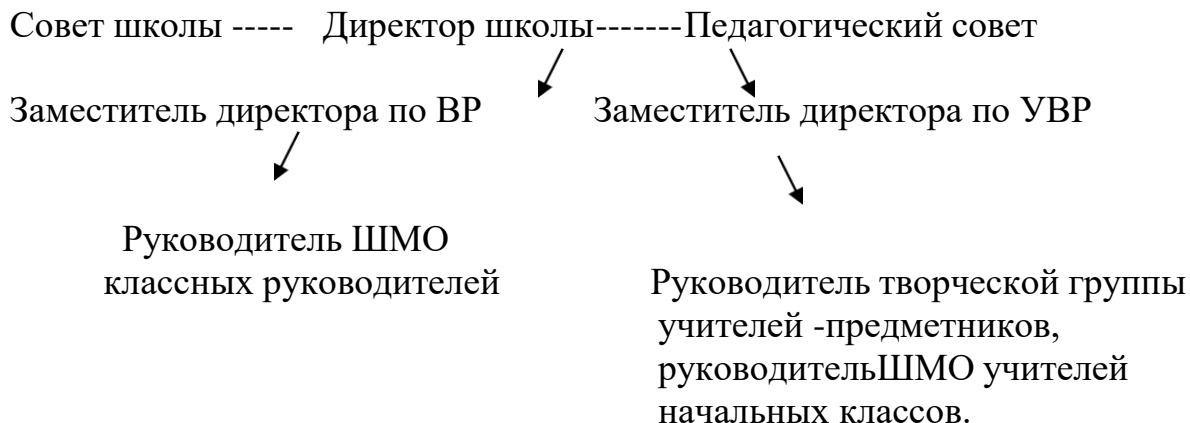 Совет школы ----- Директор школы-------Педагогический совет
Заместитель директора по ВР Заместитель директора по УВР
Руководитель ШМО
классных руководителей
Руководитель творческой группы
учителей -предметников,
руководительШМО учителей
начальных классов.